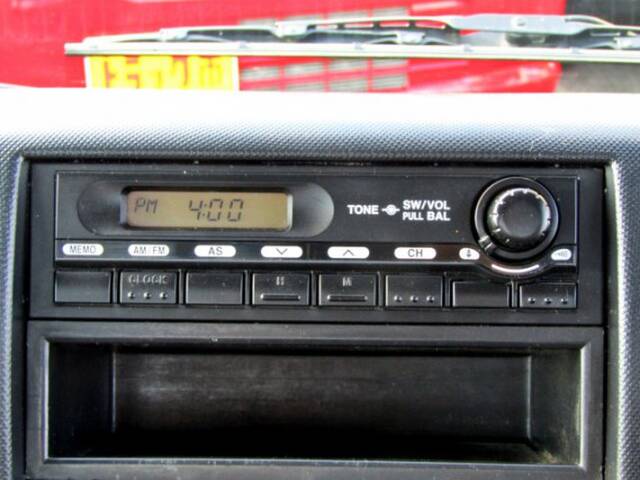 PM 4:00
TONE SW/VOL
PULL BAL
MEMO AM/FM AS CH
CLOCK H M